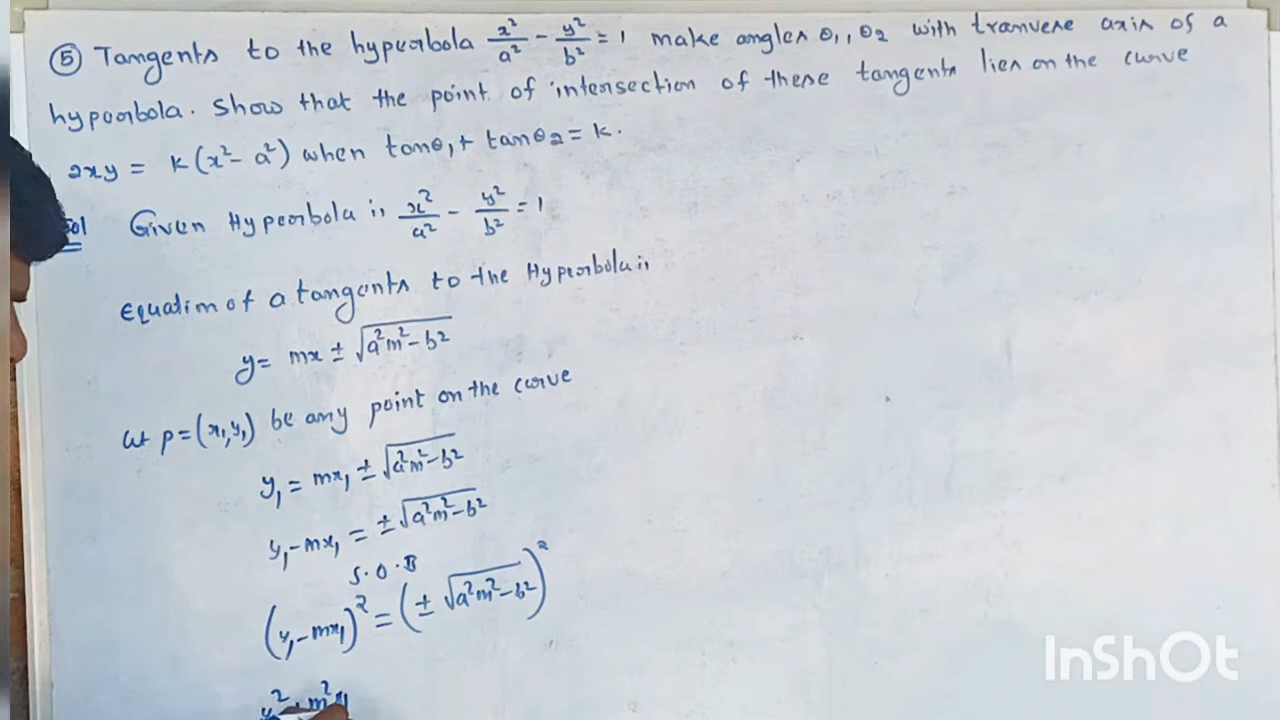 ⑤ Tangents to the hyperbola x²/a² - y²/b² = 1 make angles θ₁, θ₂ with tranvere axis of a
hyporbola. Show that the point of intersection of these tangents lies on the curve
2xy = k(x² - a²) when tanθ₁ + tanθ₂ = k.
Sol Given Hyperbola is x²/a² - y²/b² = 1
Equation of a tangents to the Hyperbola is
y = mx ± √(a²m² - b²)
let p = (x₁, y₁) be any point on the curve
y₁ = mx₁ ± √(a²m² - b²)
y₁ - mx₁ = ± √(a²m² - b²)
S.O.B
(y₁ - mx₁)² = (± √(a²m² - b²))²
y² + m²
InShOt